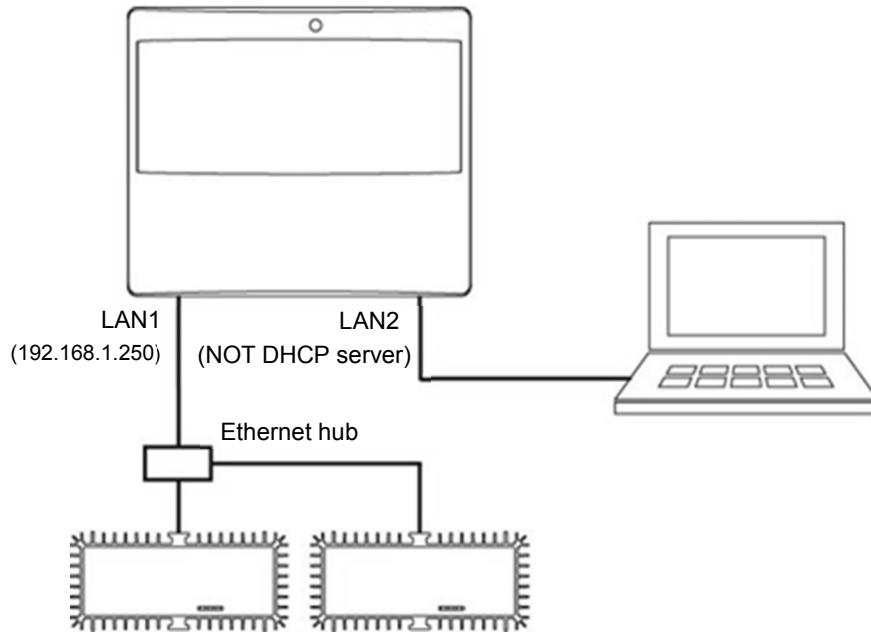 LAN1
(192.168.1.250)
LAN2
(NOT DHCP server)
Ethernet hub